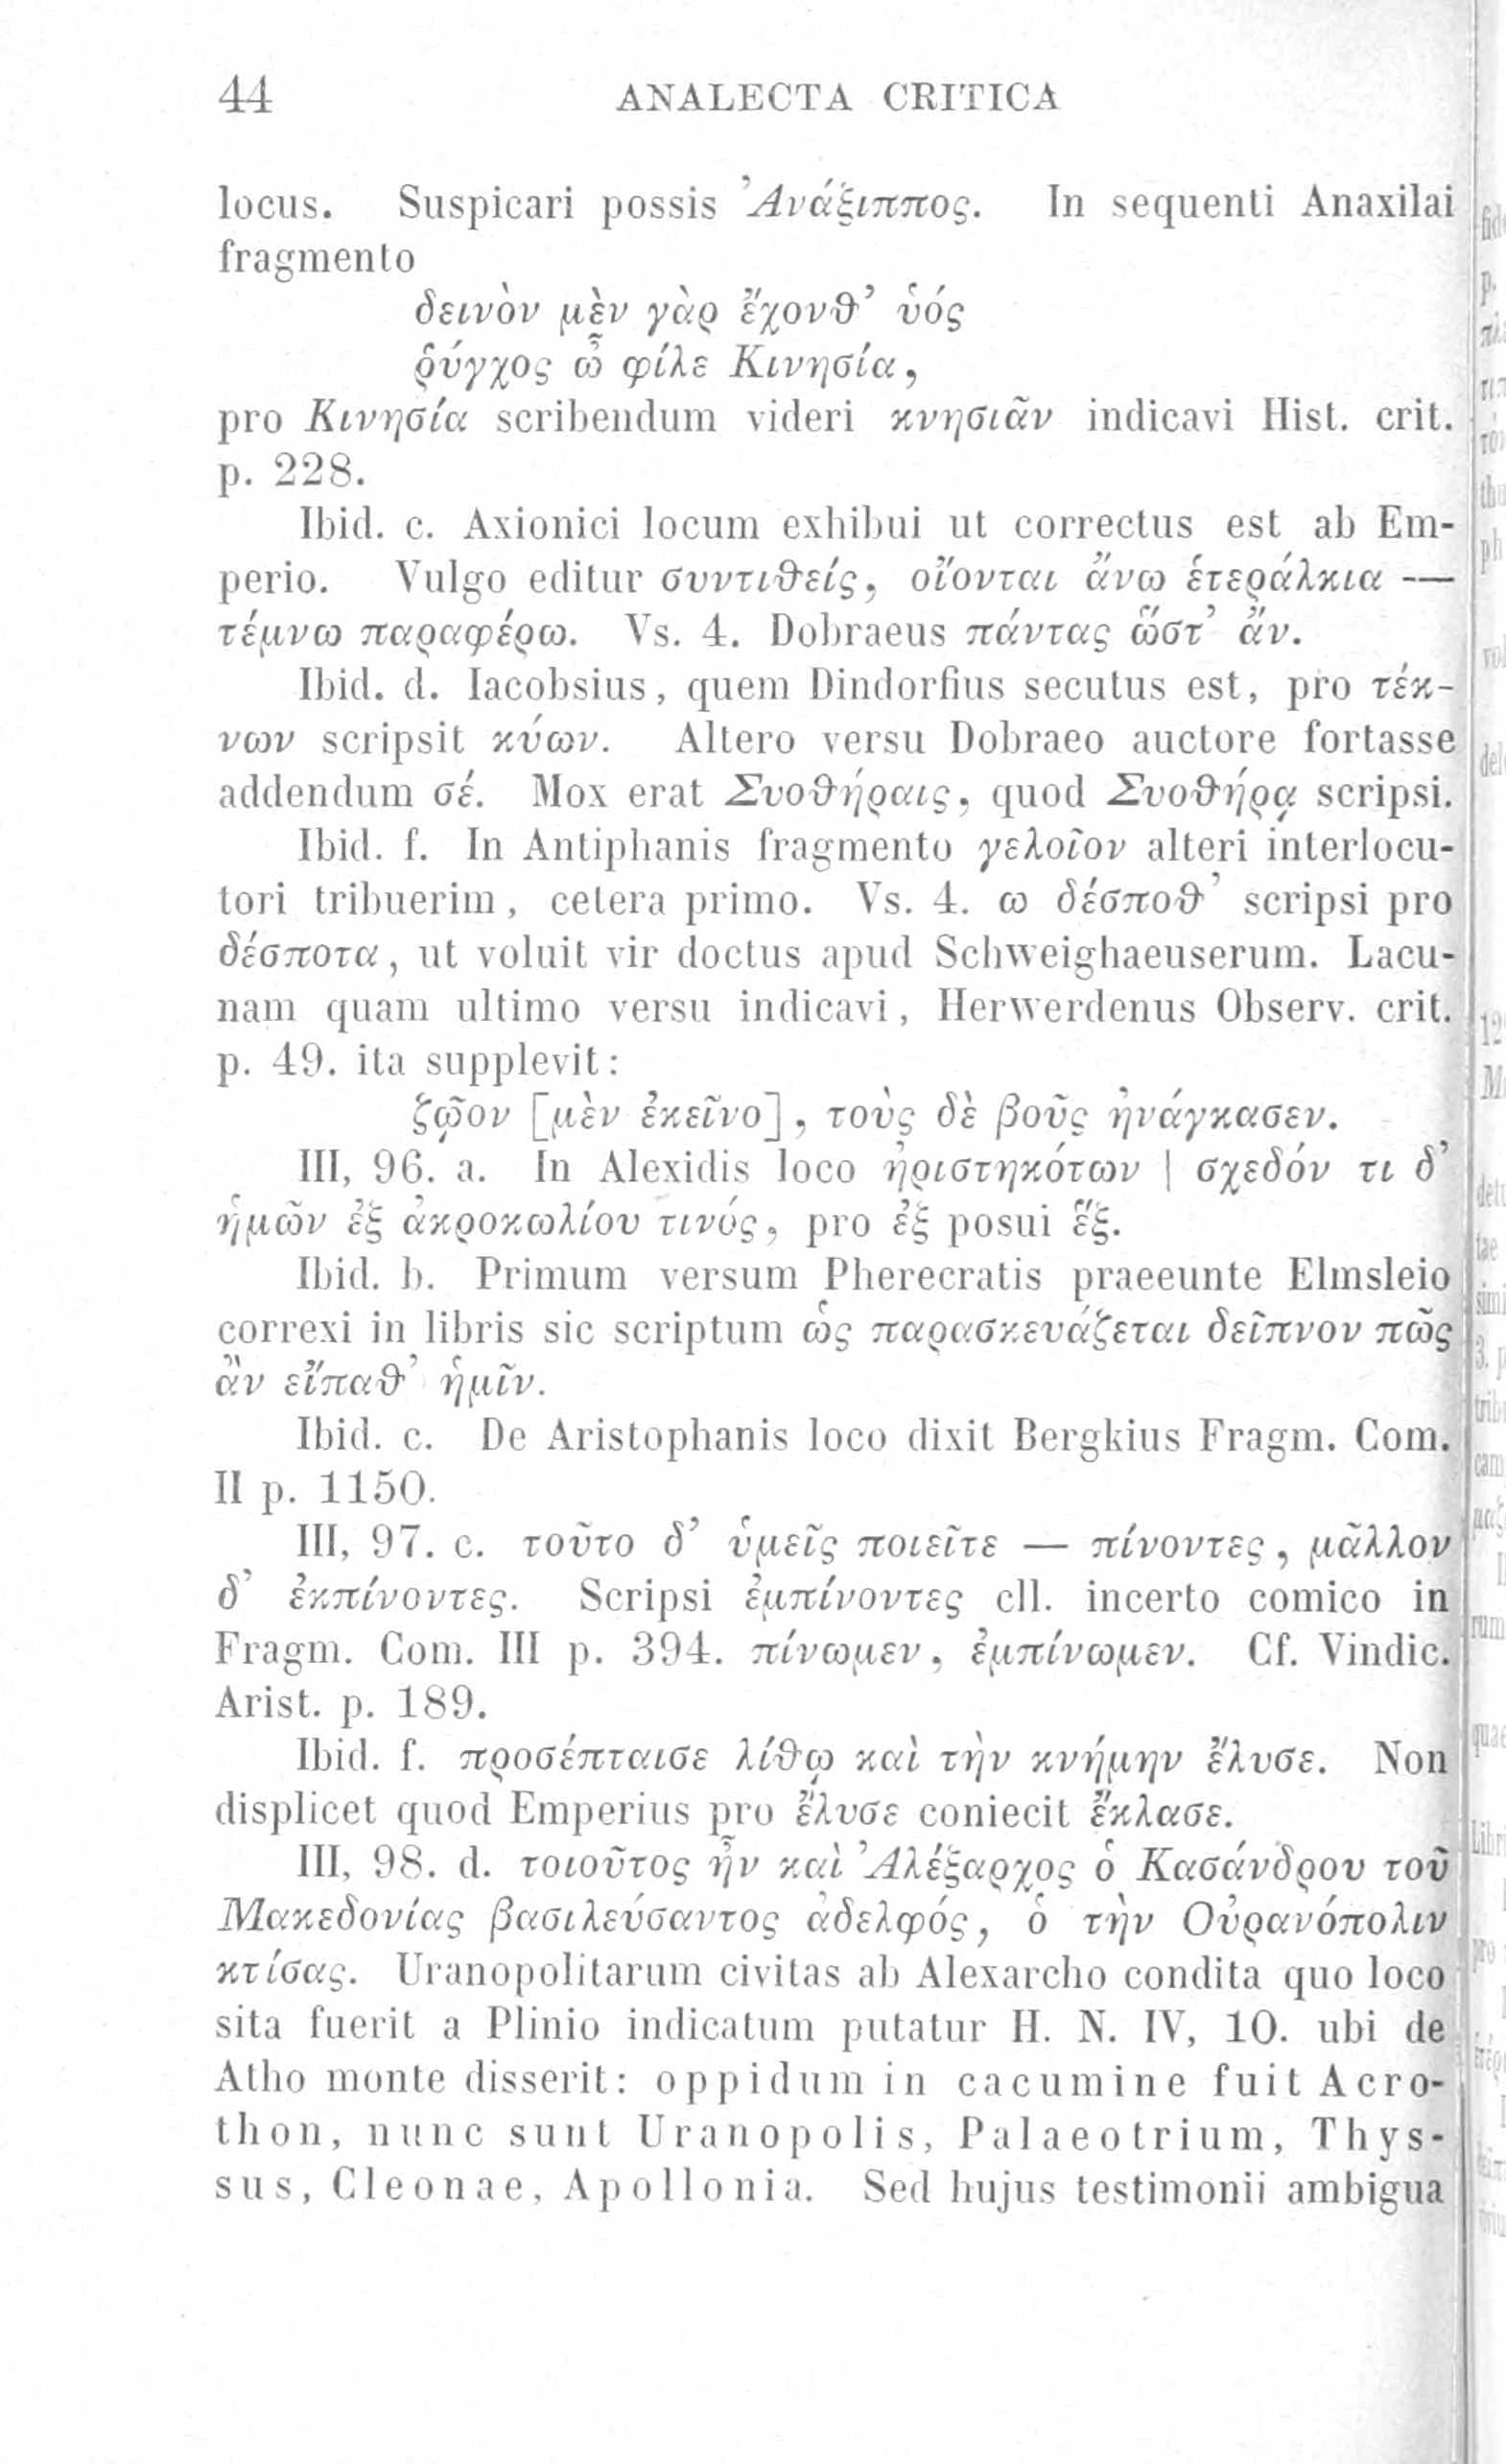 44 ANALECTA CRITICA
locus. Suspicari possis Ἀνάξιππος. In sequenti Anaxilai
fragmento
δεινὸν μὲν γὰρ ἔχονθ’ ὑός
ῥύγχος ὦ φίλε Κινησία,
pro Κινησία scribendum videri κνησιᾶν indicavi Hist. crit.
p. 228.
Ibid. c. Axionici locum exhibui ut correctus est ab Em-
perio. Vulgo editur συντιθείς, οἴονται ἄνω ἑτεράλκια —
τέμνω παραφέρω. Vs. 4. Dobraeus πάντας ὥστ’ ἄν.
Ibid. d. Iacobsius, quem Dindorfius secutus est, pro τέκ-
νων scripsit κύων. Altero versu Dobraeo auctore fortasse
addendum σέ. Mox erat Συοθήραις, quod Συοθήρᾳ scripsi.
Ibid. f. In Antiphanis fragmento γελοῖον alteri interlocu-
tori tribuerim, cetera primo. Vs. 4. ω δέσποθ’ scripsi pro
δέσποτα, ut voluit vir doctus apud Schweighaeuserum. Lacu-
nam quam ultimo versu indicavi, Herwerdenus Observ. crit.
p. 49. ita supplevit:
ζῷον [μὲν ἐκεῖνο], τοὺς δὲ βοῦς ἠνάγκασεν.
III, 96. a. In Alexidis loco ἠριστηκότων | σχεδόν τι δ’
ἡμῶν ἐξ ἀκροκωλίου τινός, pro ἐξ posui ἕξ.
Ibid. b. Primum versum Pherecratis praeeunte Elmsleio
correxi in libris sic scriptum ὡς παρασκευάζεται δεῖπνον πῶς
ἂν εἴπαθ’ ἡμῖν.
Ibid. c. De Aristophanis loco dixit Bergkius Fragm. Com.
II p. 1150.
III, 97. c. τοῦτο δ’ ὑμεῖς ποιεῖτε — πίνοντες, μᾶλλον
δ’ ἐκπίνοντες. Scripsi ἐμπίνοντες cll. incerto comico in
Fragm. Com. III p. 394. πίνωμεν, ἐμπίνωμεν. Cf. Vindic.
Arist. p. 189.
Ibid. f. προσέπταισε λίθῳ καὶ τὴν κνήμην ἔλυσε. Non
displicet quod Emperius pro ἔλυσε coniecit ἔκλασε.
III, 98. d. τοιοῦτος ἦν καὶ Ἀλέξαρχος ὁ Κασάνδρου τοῦ
Μακεδονίας βασιλεύσαντος ἀδελφός, ὁ τὴν Οὐρανόπολιν
κτίσας. Uranopolitarum civitas ab Alexarcho condita quo loco
sita fuerit a Plinio indicatum putatur H. N. IV, 10. ubi de
Atho monte disserit: oppidum in cacumine fuit Acro-
thon, nunc sunt Uranopolis, Palaeotrium, Thys-
sus, Cleonae, Apollonia. Sed hujus testimonii ambigua